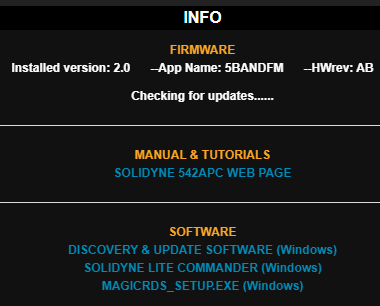 INFO
FIRMWARE
Installed version: 2.0 --App Name: 5BANDFM --HWrev: AB
Checking for updates......
MANUAL & TUTORIALS
SOLIDYNE 542APC WEB PAGE
SOFTWARE
DISCOVERY & UPDATE SOFTWARE (Windows)
SOLIDYNE LITE COMMANDER (Windows)
MAGICRDS_SETUP.EXE (Windows)